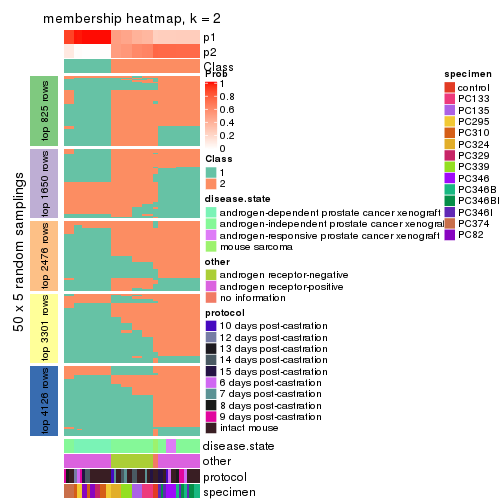 membership heatmap, k = 2
p1
p2
Class
50 x 5 random samplings
top 825 rows
top 1650 rows
top 2476 rows
top 3301 rows
top 4126 rows
disease.state
other
protocol
specimen
Prob
1
0.8
0.6
0.4
0.2
0
Class
1
2
disease.state
androgen-dependent prostate cancer xenograft
androgen-independent prostate cancer xenograft
androgen-responsive prostate cancer xenograft
mouse sarcoma
other
androgen receptor-negative
androgen receptor-positive
no information
protocol
10 days post-castration
12 days post-castration
13 days post-castration
14 days post-castration
15 days post-castration
6 days post-castration
7 days post-castration
8 days post-castration
9 days post-castration
intact mouse
specimen
control
PC133
PC135
PC295
PC310
PC324
PC329
PC339
PC346
PC346B
PC346BI
PC346I
PC374
PC82